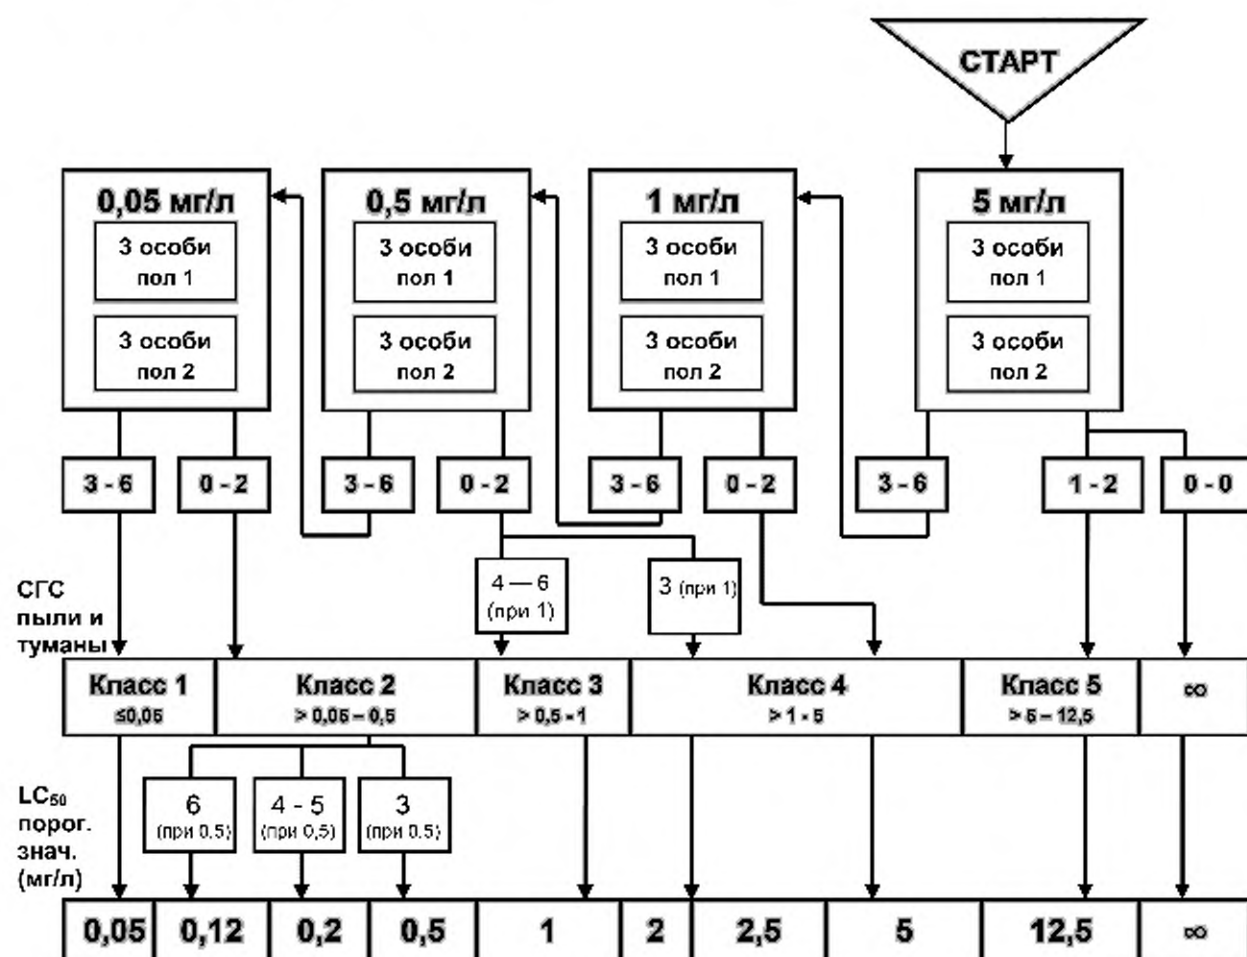 СТАРТ
0,05 мг/л
0,5 мг/л
1 мг/л
5 мг/л
3 особи
пол 1
3 особи
пол 1
3 особи
пол 1
3 особи
пол 1
3 особи
пол 2
3 особи
пол 2
3 особи
пол 2
3 особи
пол 2
3 - 6
0 - 2
3 - 6
0 - 2
3 - 6
0 - 2
3 - 6
1 - 2
0 - 0
4 — 6
(при 1)
3 (при 1)
СГС
пыли и
туманы
Класс 1
≤0,05
Класс 2
> 0,05 – 0,5
Класс 3
> 0,5 - 1
Класс 4
> 1 - 5
Класс 5
> 5 – 12,5
∞
6
(при 0.5)
4 - 5
(при 0,5)
3
(при 0.5)
LC₅₀
порог.
знач.
(мг/л)
0,05
0,12
0,2
0,5
1
2
2,5
5
12,5
∞